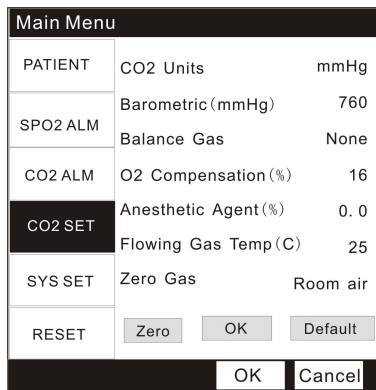 Main Menu
PATIENT
SPO2 ALM
CO2 ALM
CO2 SET
SYS SET
RESET
CO2 Units mmHg
Barometric(mmHg) 760
Balance Gas None
O2 Compensation(%) 16
Anesthetic Agent(%) 0.0
Flowing Gas Temp(C) 25
Zero Gas Room air
Zero OK Default
OK Cancel